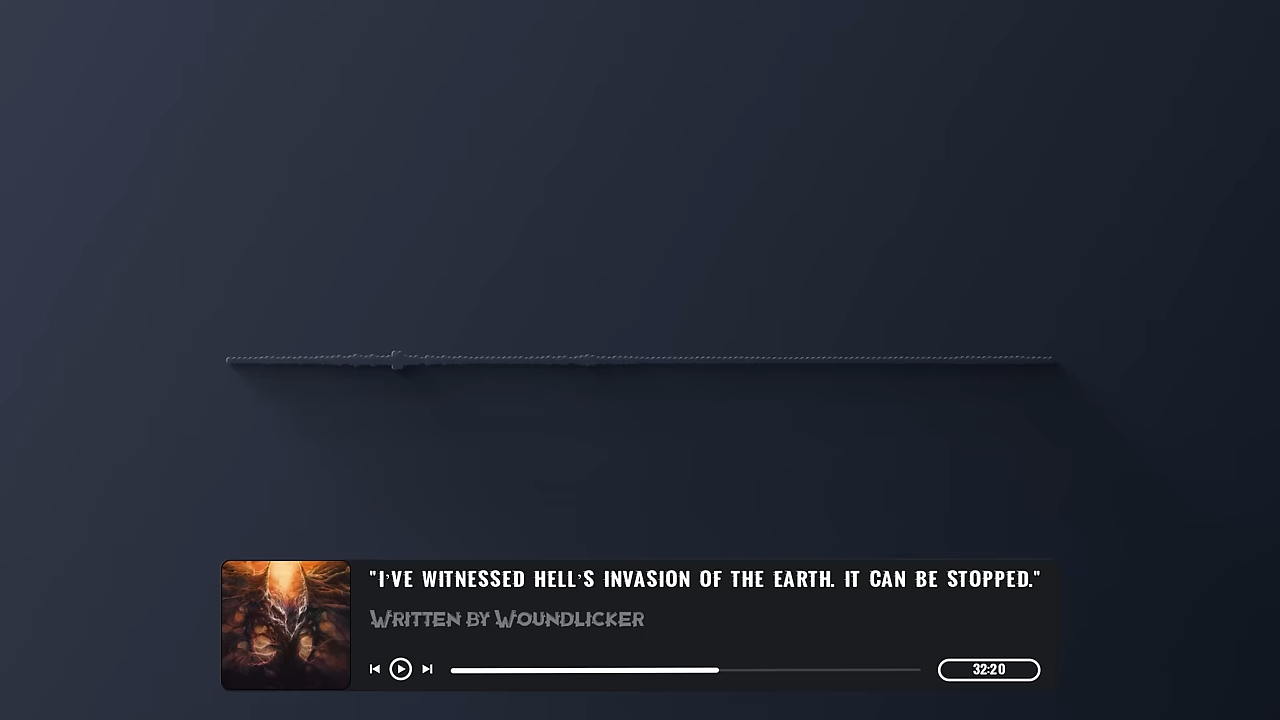 "I’VE WITNESSED HELL’S INVASION OF THE EARTH. IT CAN BE STOPPED."
WRITTEN BY WOUNDLICKER
32:20